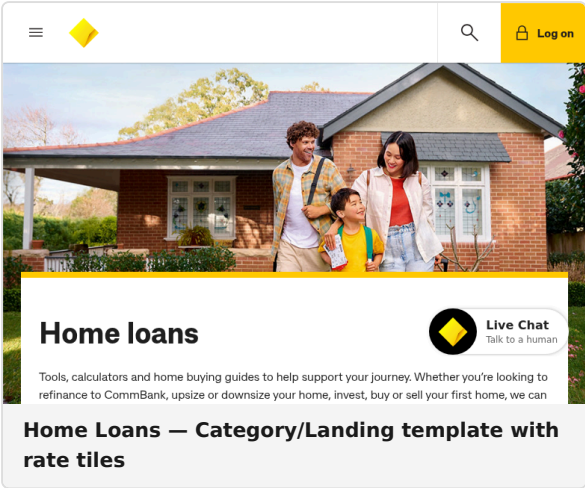 Log on
Home loans
Live Chat
Talk to a human
Tools, calculators and home buying guides to help support your journey. Whether you're looking to
refinance to CommBank, upsize or downsize your home, invest, buy or sell your first home, we can
Home Loans — Category/Landing template with
rate tiles